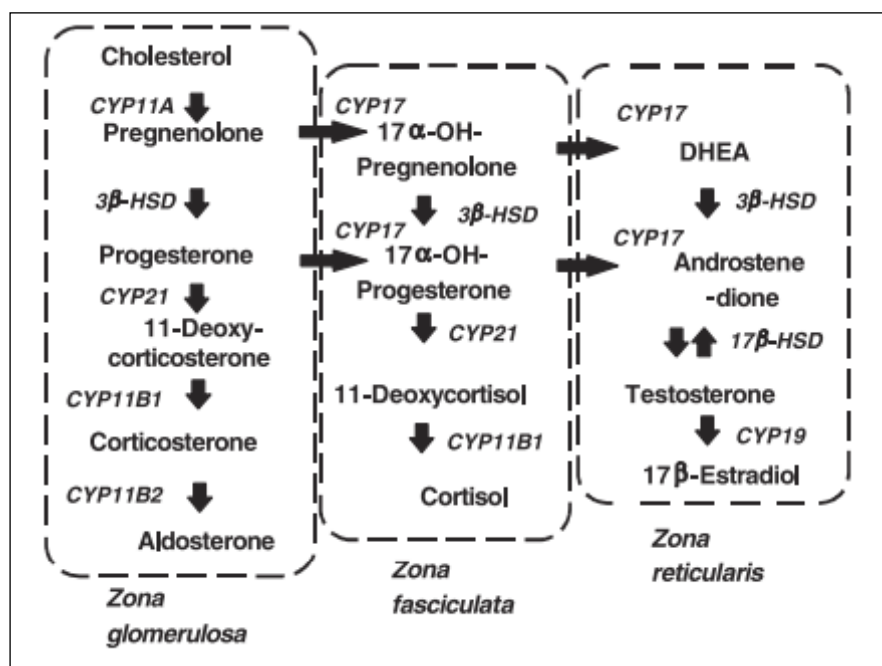 Cholesterol
CYP11A
Pregnenolone
3β-HSD
Progesterone
CYP21
11-Deoxy-
corticosterone
CYP11B1
Corticosterone
CYP11B2
Aldosterone
Zona
glomerulosa
CYP17
17α-OH-
Pregnenolone
3β-HSD
CYP17
17α-OH-
Progesterone
CYP21
11-Deoxycortisol
CYP11B1
Cortisol
Zona
fasciculata
CYP17
DHEA
3β-HSD
CYP17
Androstene
-dione
17β-HSD
Testosterone
CYP19
17β-Estradiol
Zona
reticularis